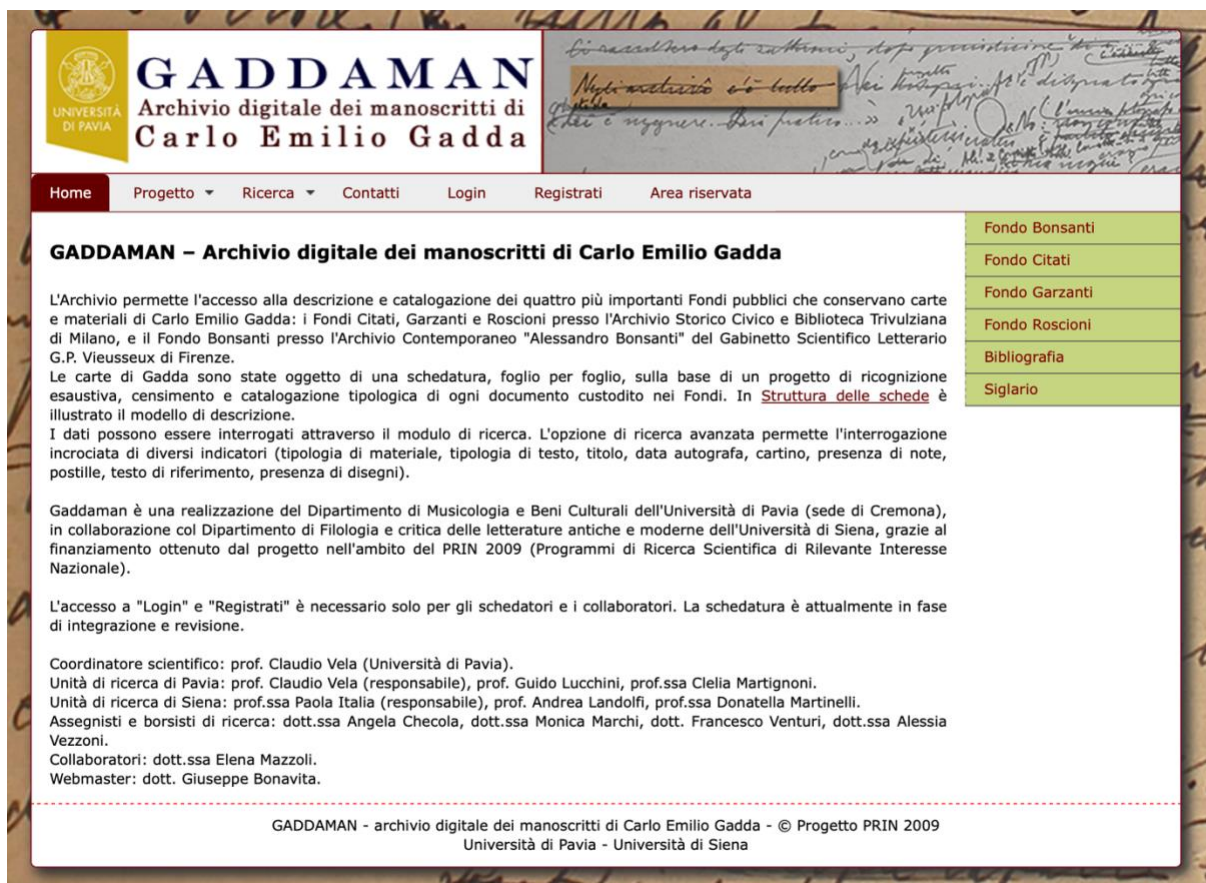 UNIVERSITÀ
DI PAVIA
GADDAMAN
Archivio digitale dei manoscritti di
Carlo Emilio Gadda
Negli archivi c'è tutto
Home Progetto Ricerca Contatti Login Registrati Area riservata
GADDAMAN – Archivio digitale dei manoscritti di Carlo Emilio Gadda
L'Archivio permette l'accesso alla descrizione e catalogazione dei quattro più importanti Fondi pubblici che conservano carte
e materiali di Carlo Emilio Gadda: i Fondi Citati, Garzanti e Roscioni presso l'Archivio Storico Civico e Biblioteca Trivulziana
di Milano, e il Fondo Bonsanti presso l'Archivio Contemporaneo "Alessandro Bonsanti" del Gabinetto Scientifico Letterario
G.P. Vieusseux di Firenze.
Le carte di Gadda sono state oggetto di una schedatura, foglio per foglio, sulla base di un progetto di ricognizione
esaustiva, censimento e catalogazione tipologica di ogni documento custodito nei Fondi. In Struttura delle schede è
illustrato il modello di descrizione.
I dati possono essere interrogati attraverso il modulo di ricerca. L'opzione di ricerca avanzata permette l'interrogazione
incrociata di diversi indicatori (tipologia di materiale, tipologia di testo, titolo, data autografa, cartino, presenza di note,
postille, testo di riferimento, presenza di disegni).
Gaddaman è una realizzazione del Dipartimento di Musicologia e Beni Culturali dell'Università di Pavia (sede di Cremona),
in collaborazione col Dipartimento di Filologia e critica delle letterature antiche e moderne dell'Università di Siena, grazie al
finanziamento ottenuto dal progetto nell'ambito del PRIN 2009 (Programmi di Ricerca Scientifica di Rilevante Interesse
Nazionale).
L'accesso a "Login" e "Registrati" è necessario solo per gli schedatori e i collaboratori. La schedatura è attualmente in fase
di integrazione e revisione.
Coordinatore scientifico: prof. Claudio Vela (Università di Pavia).
Unità di ricerca di Pavia: prof. Claudio Vela (responsabile), prof. Guido Lucchini, prof.ssa Clelia Martignoni.
Unità di ricerca di Siena: prof.ssa Paola Italia (responsabile), prof. Andrea Landolfi, prof.ssa Donatella Martinelli.
Assegnisti e borsisti di ricerca: dott.ssa Angela Checola, dott.ssa Monica Marchi, dott. Francesco Venturi, dott.ssa Alessia
Vezzoni.
Collaboratori: dott.ssa Elena Mazzoli.
Webmaster: dott. Giuseppe Bonavita.
Fondo Bonsanti
Fondo Citati
Fondo Garzanti
Fondo Roscioni
Bibliografia
Siglario
GADDAMAN - archivio digitale dei manoscritti di Carlo Emilio Gadda - © Progetto PRIN 2009
Università di Pavia - Università di Siena